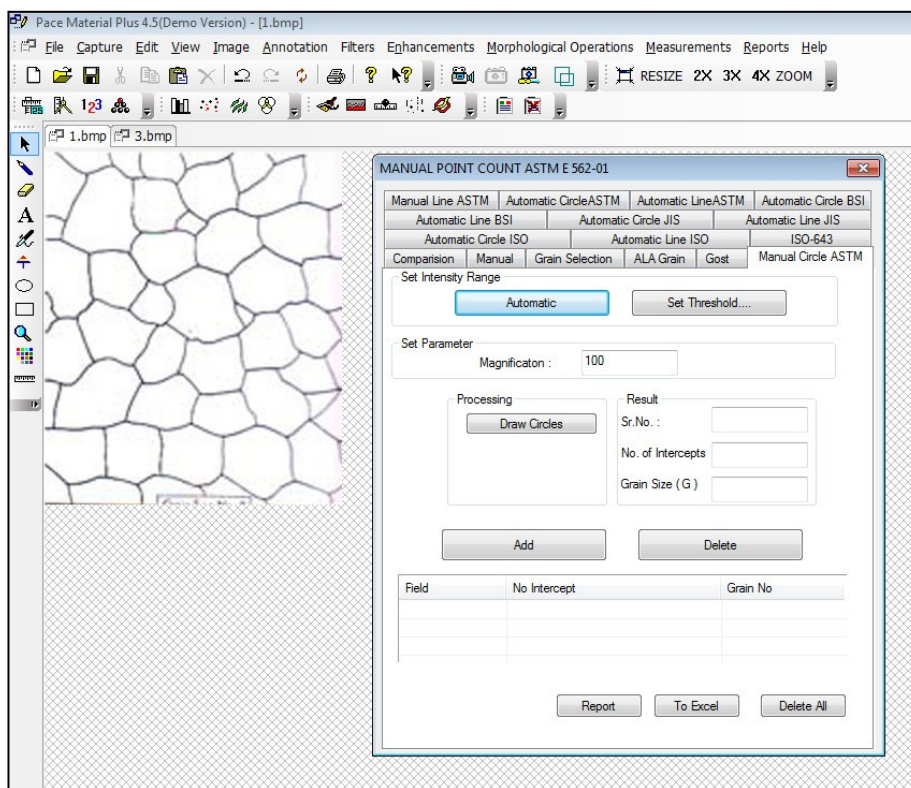 Pace Material Plus 4.5(Demo Version) - [1.bmp]
File Capture Edit View Image Annotation Filters Enhancements Morphological Operations Measurements Reports Help
RESIZE 2X 3X 4X ZOOM
123
1.bmp 3.bmp
A
MANUAL POINT COUNT ASTM E 562-01
Manual Line ASTM Automatic CircleASTM Automatic LineASTM Automatic Circle BSI
Automatic Line BSI Automatic Circle JIS Automatic Line JIS
Automatic Circle ISO Automatic Line ISO ISO-643
Comparision Manual Grain Selection ALA Grain Gost Manual Circle ASTM
Set Intensity Range
Automatic Set Threshold....
Set Parameter
Magnificaton : 100
Processing Result
Draw Circles Sr.No. :
No. of Intercepts
Grain Size ( G )
Add Delete
Field No Intercept Grain No
Report To Excel Delete All